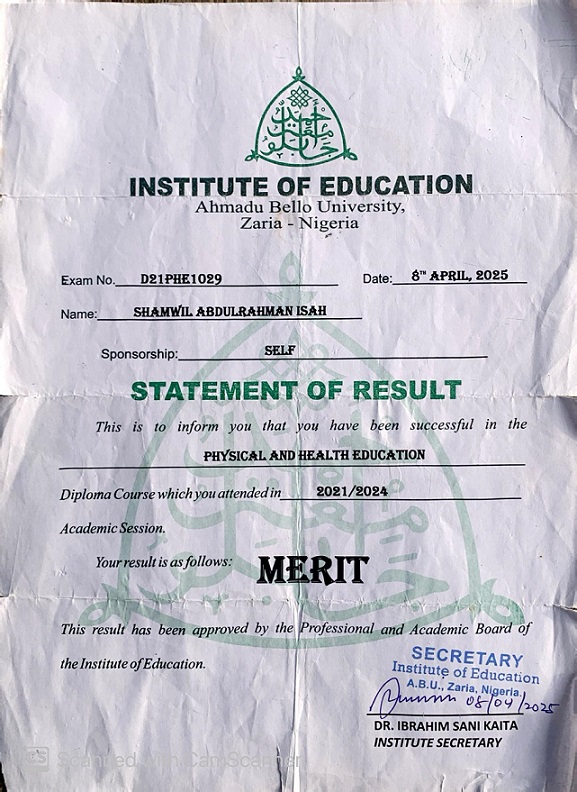 INSTITUTE OF EDUCATION
Ahmadu Bello University,
Zaria - Nigeria
Exam No. D21PHE1029 Date: 8TH APRIL, 2025
Name: SHAMWIL ABDULRAHMAN ISAH
Sponsorship: SELF
STATEMENT OF RESULT
This is to inform you that you have been successful in the
PHYSICAL AND HEALTH EDUCATION
Diploma Course which you attended in 2021/2024
Academic Session.
Your result is as follows: MERIT
This result has been approved by the Professional and Academic Board of
the Institute of Education.
SECRETARY
Institute of Education
A.B.U., Zaria, Nigeria.
08/04/2025
DR. IBRAHIM SANI KAITA
INSTITUTE SECRETARY
CS Scanned with CamScanner